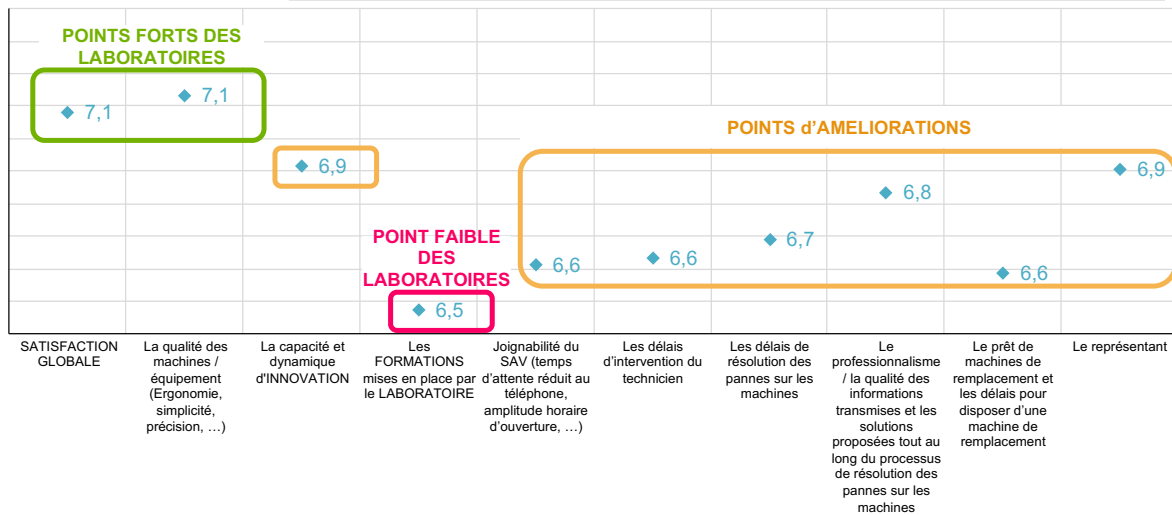 POINTS FORTS DES
LABORATOIRES
7,1
7,1
POINTS d'AMELIORATIONS
6,9
6,9
6,8
6,7
6,6
6,6
6,6
POINT FAIBLE
DES
LABORATOIRES
6,5
SATISFACTION
GLOBALE
La qualité des
machines /
équipement
(Ergonomie,
simplicité,
précision, …)
La capacité et
dynamique
d'INNOVATION
Les
FORMATIONS
mises en place par
le LABORATOIRE
Joignabilité du
SAV (temps
d'attente réduit au
téléphone,
amplitude horaire
d'ouverture, …)
Les délais
d'intervention du
technicien
Les délais de
résolution des
pannes sur les
machines
Le
professionnalisme
/ la qualité des
informations
transmises et les
solutions
proposées tout au
long du processus
de résolution des
pannes sur les
machines
Le prêt de
machines de
remplacement et
les délais pour
disposer d'une
machine de
remplacement
Le représentant